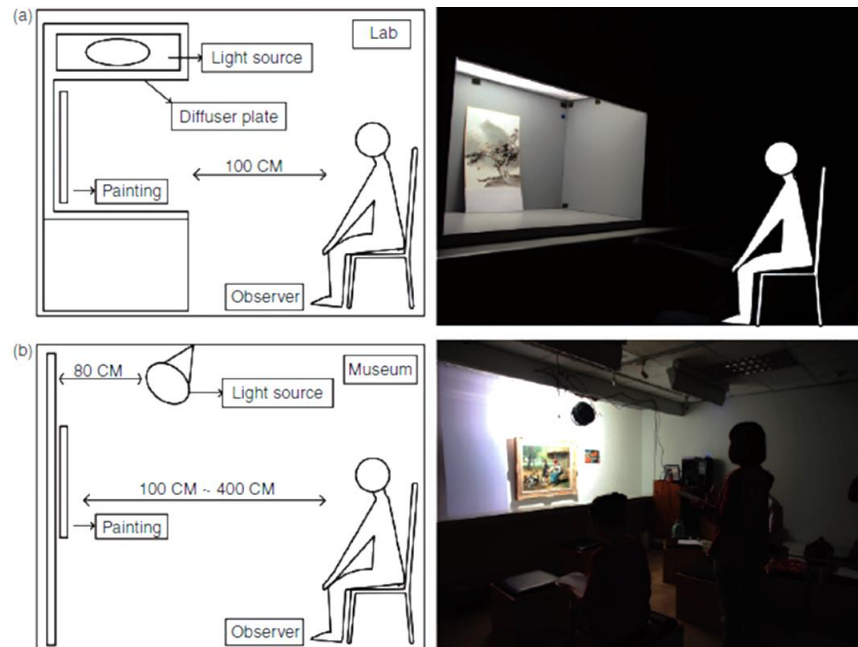 (a)
Lab
Light source
Diffuser plate
100 CM
Painting
Observer
(b)
80 CM
Museum
Light source
100 CM ~ 400 CM
Painting
Observer